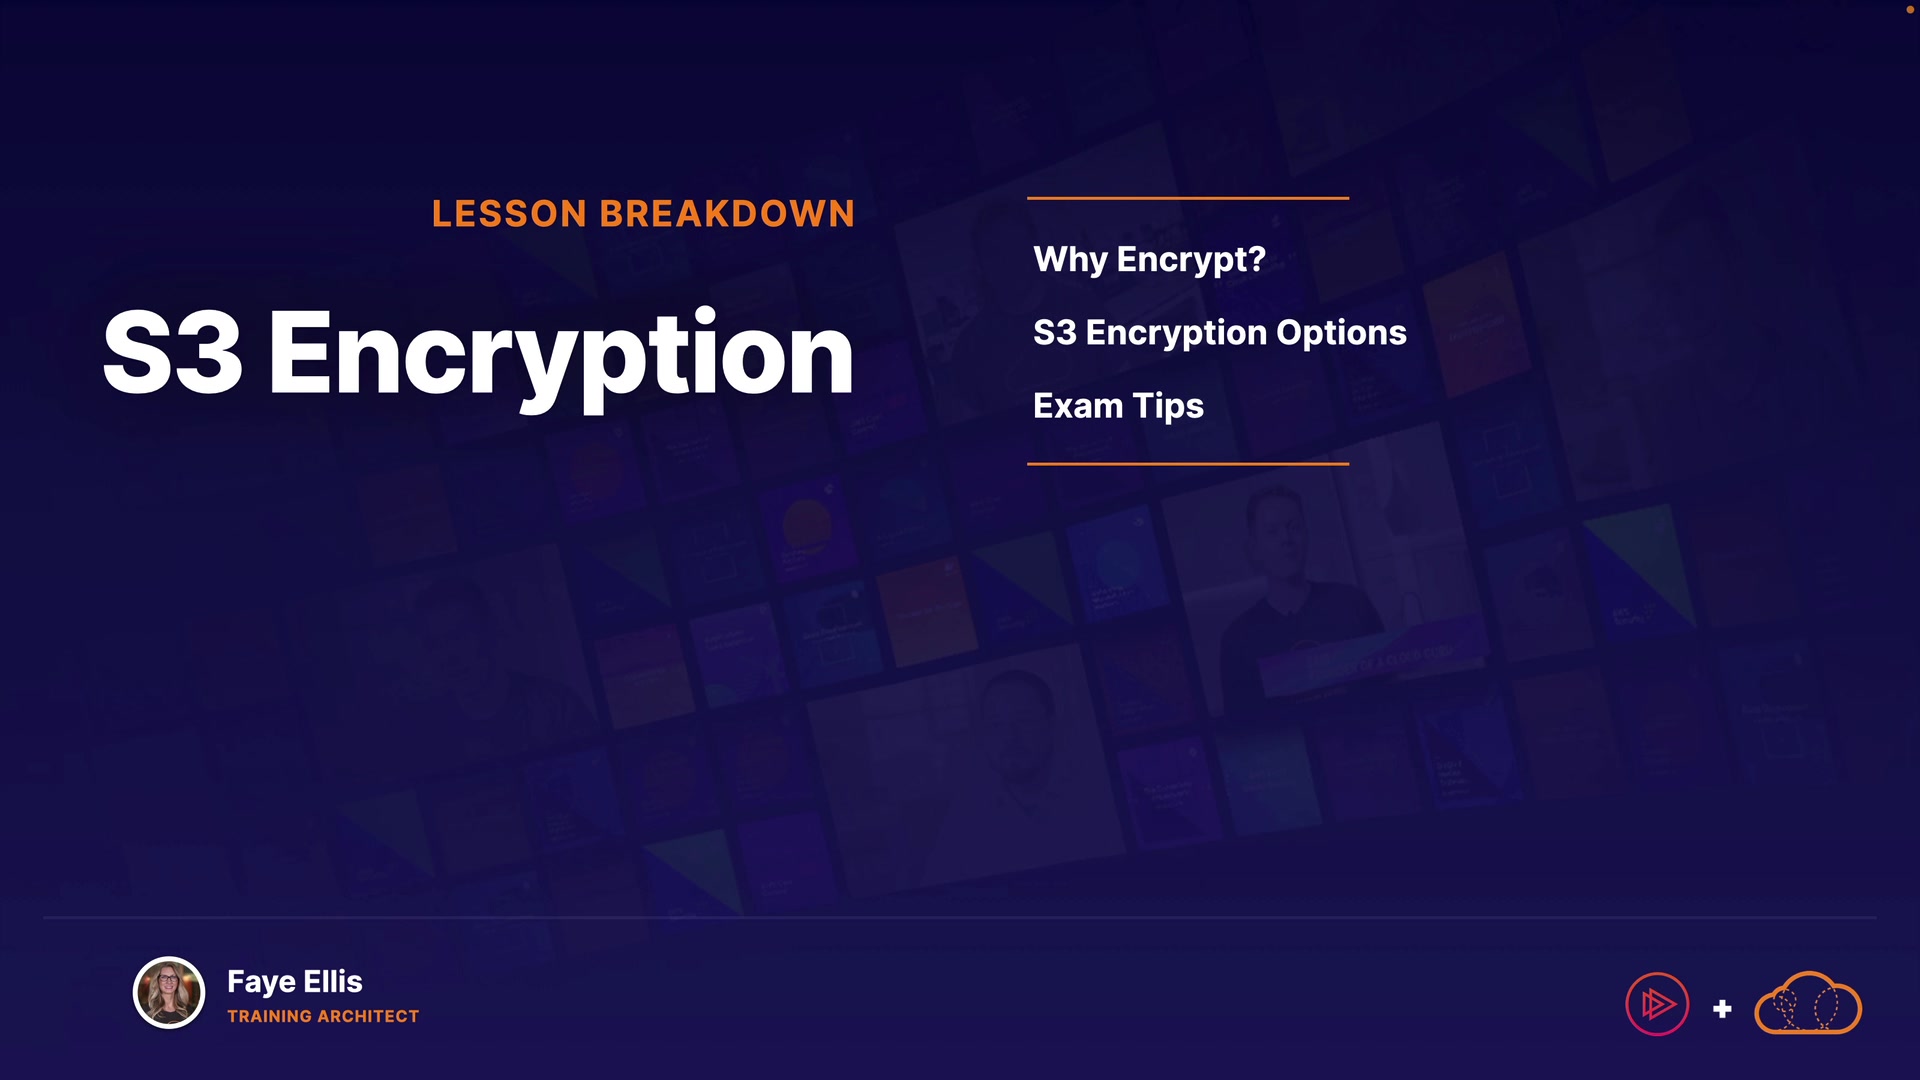 LESSON BREAKDOWN
S3 Encryption
Why Encrypt?
S3 Encryption Options
Exam Tips
Faye Ellis
TRAINING ARCHITECT